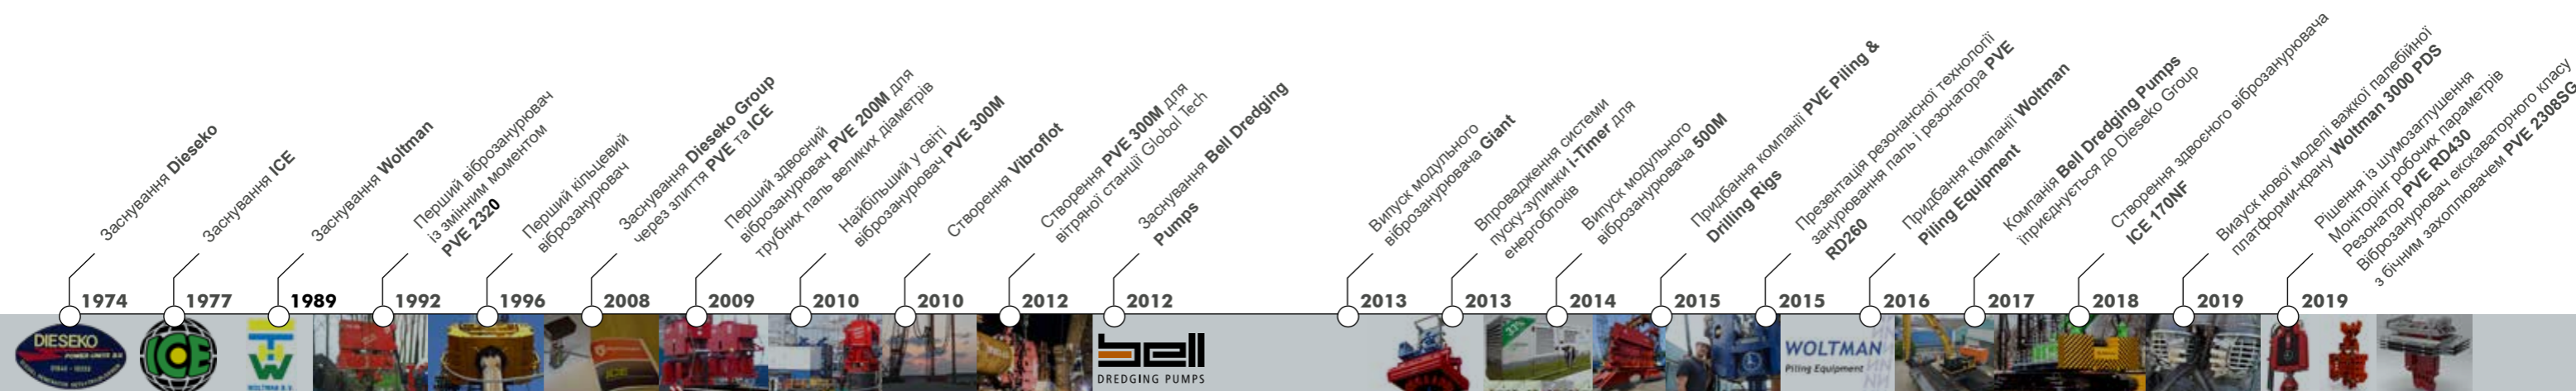 Заснування Dieseko
1974
Заснування ICE
1977
Заснування Woltman
1989
Перший віброзанурювач
із змінним моментом
PVE 2320
1992
Перший кільцевий
віброзанурювач
1996
Заснування Dieseko Group
через злиття PVE та ICE
2008
Перший здвоєний
віброзанурювач PVE 200M для
трубних паль великих діаметрів
2009
Найбільший у світі
віброзанурювач PVE 300M
2010
Створення Vibroflot
2010
Створення PVE 300M для
вітряної станції Global Tech
2012
Заснування Bell Dredging
Pumps
2012
Випуск модульного
віброзанурювача Giant
2013
Впровадження системи
пуску-зупинки i-Timer для
енергоблоків
2013
Випуск модульного
віброзанурювача 500M
2014
Придбання компанії PVE Piling &
Drilling Rigs
2015
Презентація резонансної технології
занурювання паль і резонатора PVE
RD260
2015
Придбання компанії Woltman
Piling Equipment
2016
Компанія Bell Dredging Pumps
їприєднується до Dieseko Group
2017
Створення здвоєного віброзанурювача
ICE 170NF
2018
Випуск нової моделі важкої палебійної
платформи-крану Woltman 3000 PDS
2019
Рішення із шумозаглушення
Моніторінг робочих параметрів
Резонатор PVE RD430
Віброзанурювач екскаваторного класу
з бічним захоплювачем PVE 2308SG
2019
DIESEKO
POWER-UNITS B.V.
ICE
THW
WOLTMAN B.V.
ICE
bell
DREDGING PUMPS
WOLTMAN
Piling Equipment